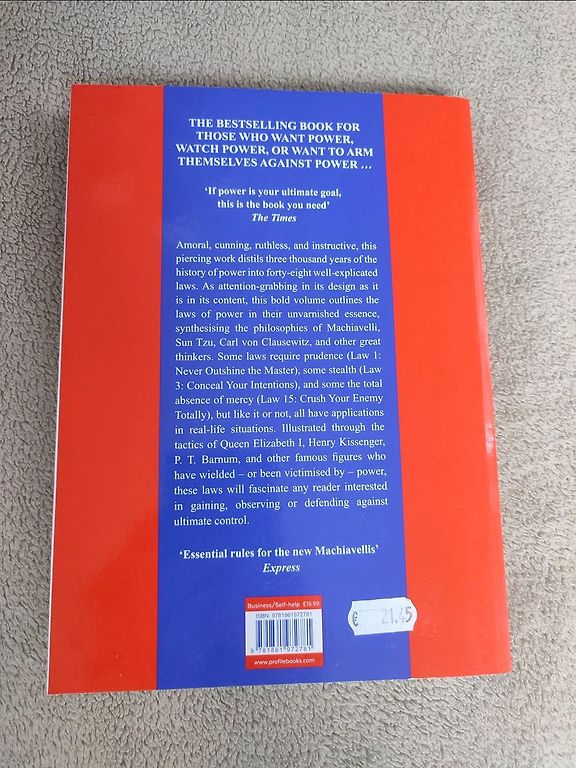 THE BESTSELLING BOOK FOR
THOSE WHO WANT POWER,
WATCH POWER, OR WANT TO ARM
THEMSELVES AGAINST POWER …
‘If power is your ultimate goal,
this is the book you need’
The Times
Amoral, cunning, ruthless, and instructive, this
piercing work distils three thousand years of the
history of power into forty-eight well-explicated
laws. As attention-grabbing in its design as it
is in its content, this bold volume outlines the
laws of power in their unvarnished essence,
synthesising the philosophies of Machiavelli,
Sun Tzu, Carl von Clausewitz, and other great
thinkers. Some laws require prudence (Law 1:
Never Outshine the Master), some stealth (Law
3: Conceal Your Intentions), and some the total
absence of mercy (Law 15: Crush Your Enemy
Totally), but like it or not, all have applications
in real-life situations. Illustrated through the
tactics of Queen Elizabeth I, Henry Kissenger,
P. T. Barnum, and other famous figures who
have wielded – or been victimised by – power,
these laws will fascinate any reader interested
in gaining, observing or defending against
ultimate control.
‘Essential rules for the new Machiavellis’
Express
Business/Self-help £16.99
ISBN: 9781861972781
9 781861 972781
www.profilebooks.com
€ 21.45